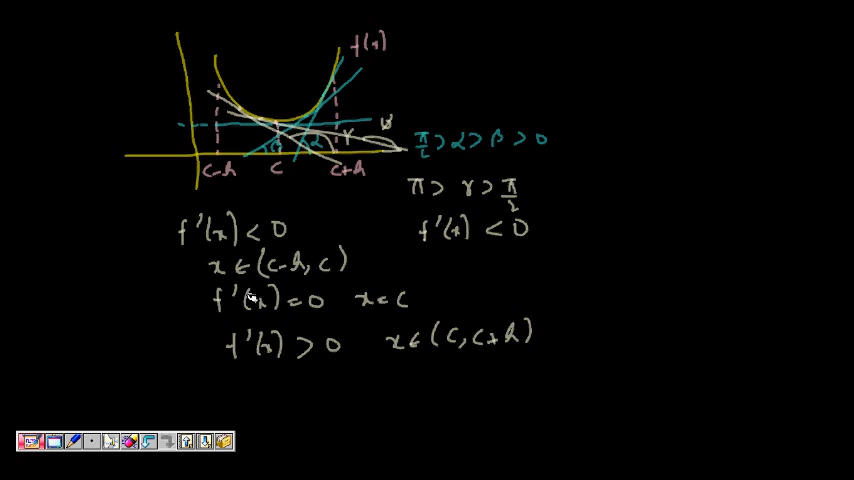 f(x)
β α γ
π/2 > α > β > 0
c-h c c+h
π > γ > π/2
f'(x) < 0 f'(x) < 0
x ∈ (c-h, c)
f'(x) = 0 x = c
f'(x) > 0 x ∈ (c, c+h)